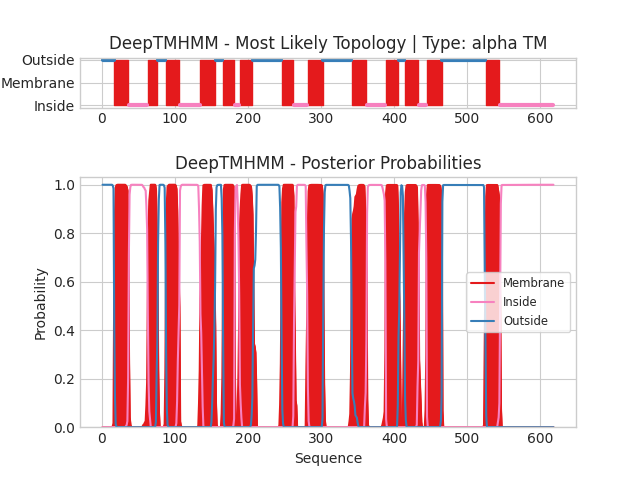 DeepTMHMM - Most Likely Topology | Type: alpha TM
Outside
Membrane
Inside
0 100 200 300 400 500 600
DeepTMHMM - Posterior Probabilities
1.0
0.8
0.6
0.4
0.2
0.0
Probability
Membrane
Inside
Outside
0 100 200 300 400 500 600
Sequence